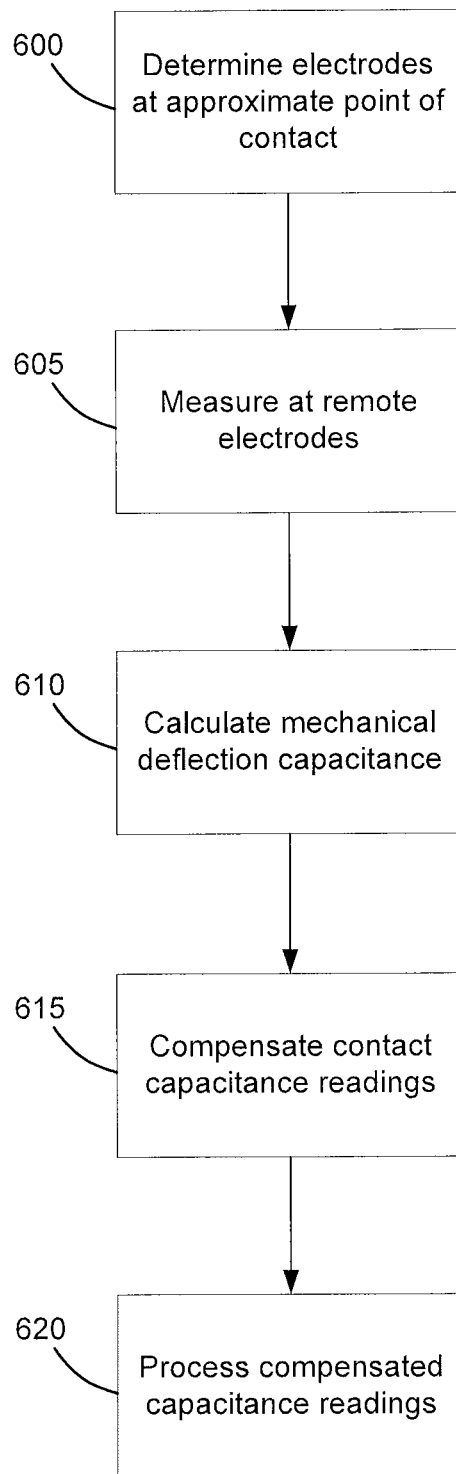 600
Determine electrodes
at approximate point of
contact
605
Measure at remote
electrodes
610
Calculate mechanical
deflection capacitance
615
Compensate contact
capacitance readings
620
Process compensated
capacitance readings